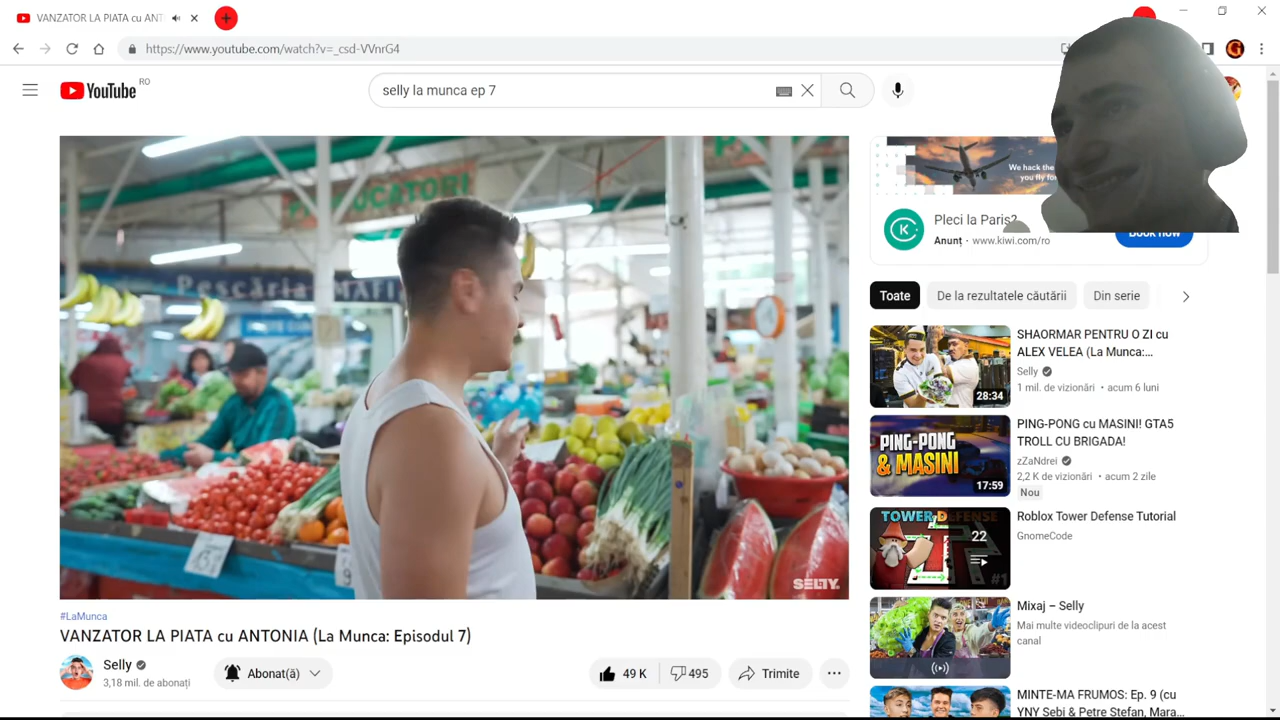 VANZATOR LA PIATA cu ANT
https://www.youtube.com/watch?v=_csd-VVnrG4
YouTube RO
selly la munca ep 7
Pescăria
SELTY.
We hack the
you fly fo
Pleci la Paris?
Anunț · www.kiwi.com/ro
Book now
Toate
De la rezultatele căutării
Din serie
SHAORMAR PENTRU O ZI cu
ALEX VELEA (La Munca:...
Selly
1 mil. de vizionări • acum 6 luni
28:34
PING-PONG cu MASINI! GTA5
TROLL CU BRIGADA!
zZaNdrei
2,2 K de vizionări • acum 2 zile
Nou
PING-PONG
& MASINI
17:59
Roblox Tower Defense Tutorial
GnomeCode
TOWER DEFENSE
22
#1
Mixaj – Selly
Mai multe videoclipuri de la acest
canal
MINTE-MA FRUMOS: Ep. 9 (cu
YNY Sebi & Petre Stefan, Mara...
#LaMunca
VANZATOR LA PIATA cu ANTONIA (La Munca: Episodul 7)
Selly
3,18 mil. de abonați
Abonat(ă)
49 K
495
Trimite